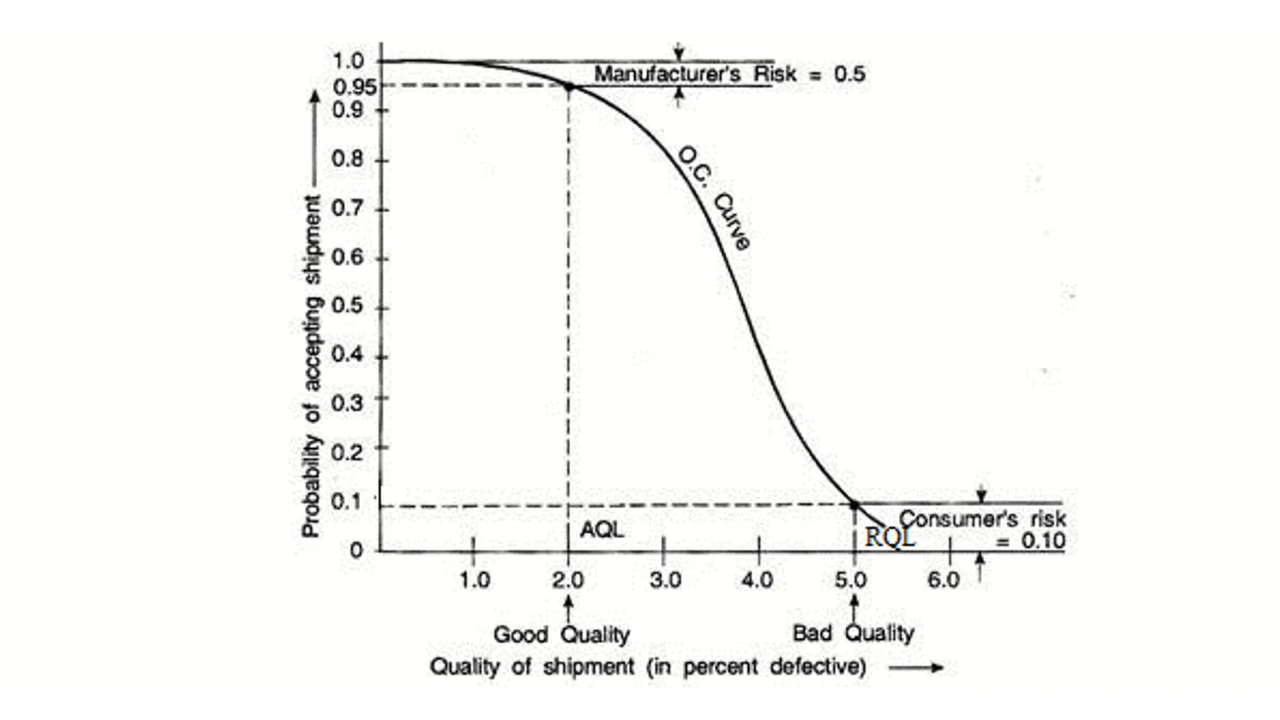 1.0
Manufacturer's Risk = 0.5
0.95
0.9
0.8
O.C. Curve
0.7
0.6
0.5
0.4
0.3
0.2
0.1
Consumer's risk
= 0.10
AQL
RQL
0
1.0 2.0 3.0 4.0 5.0 6.0
Good Quality Bad Quality
Quality of shipment (in percent defective)
Probability of accepting shipment